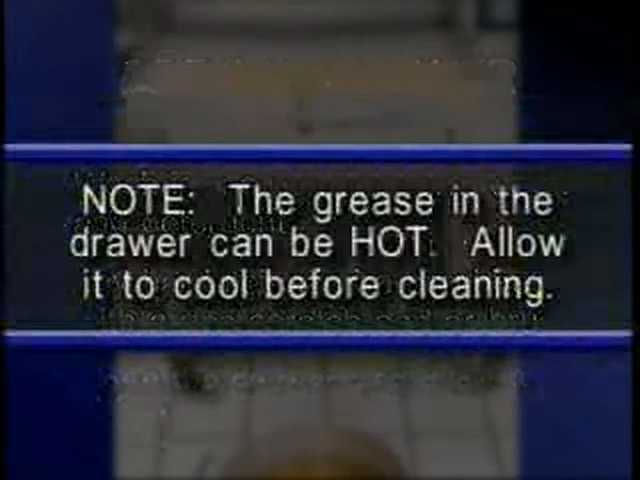 NOTE: The grease in the
drawer can be HOT. Allow
it to cool before cleaning.